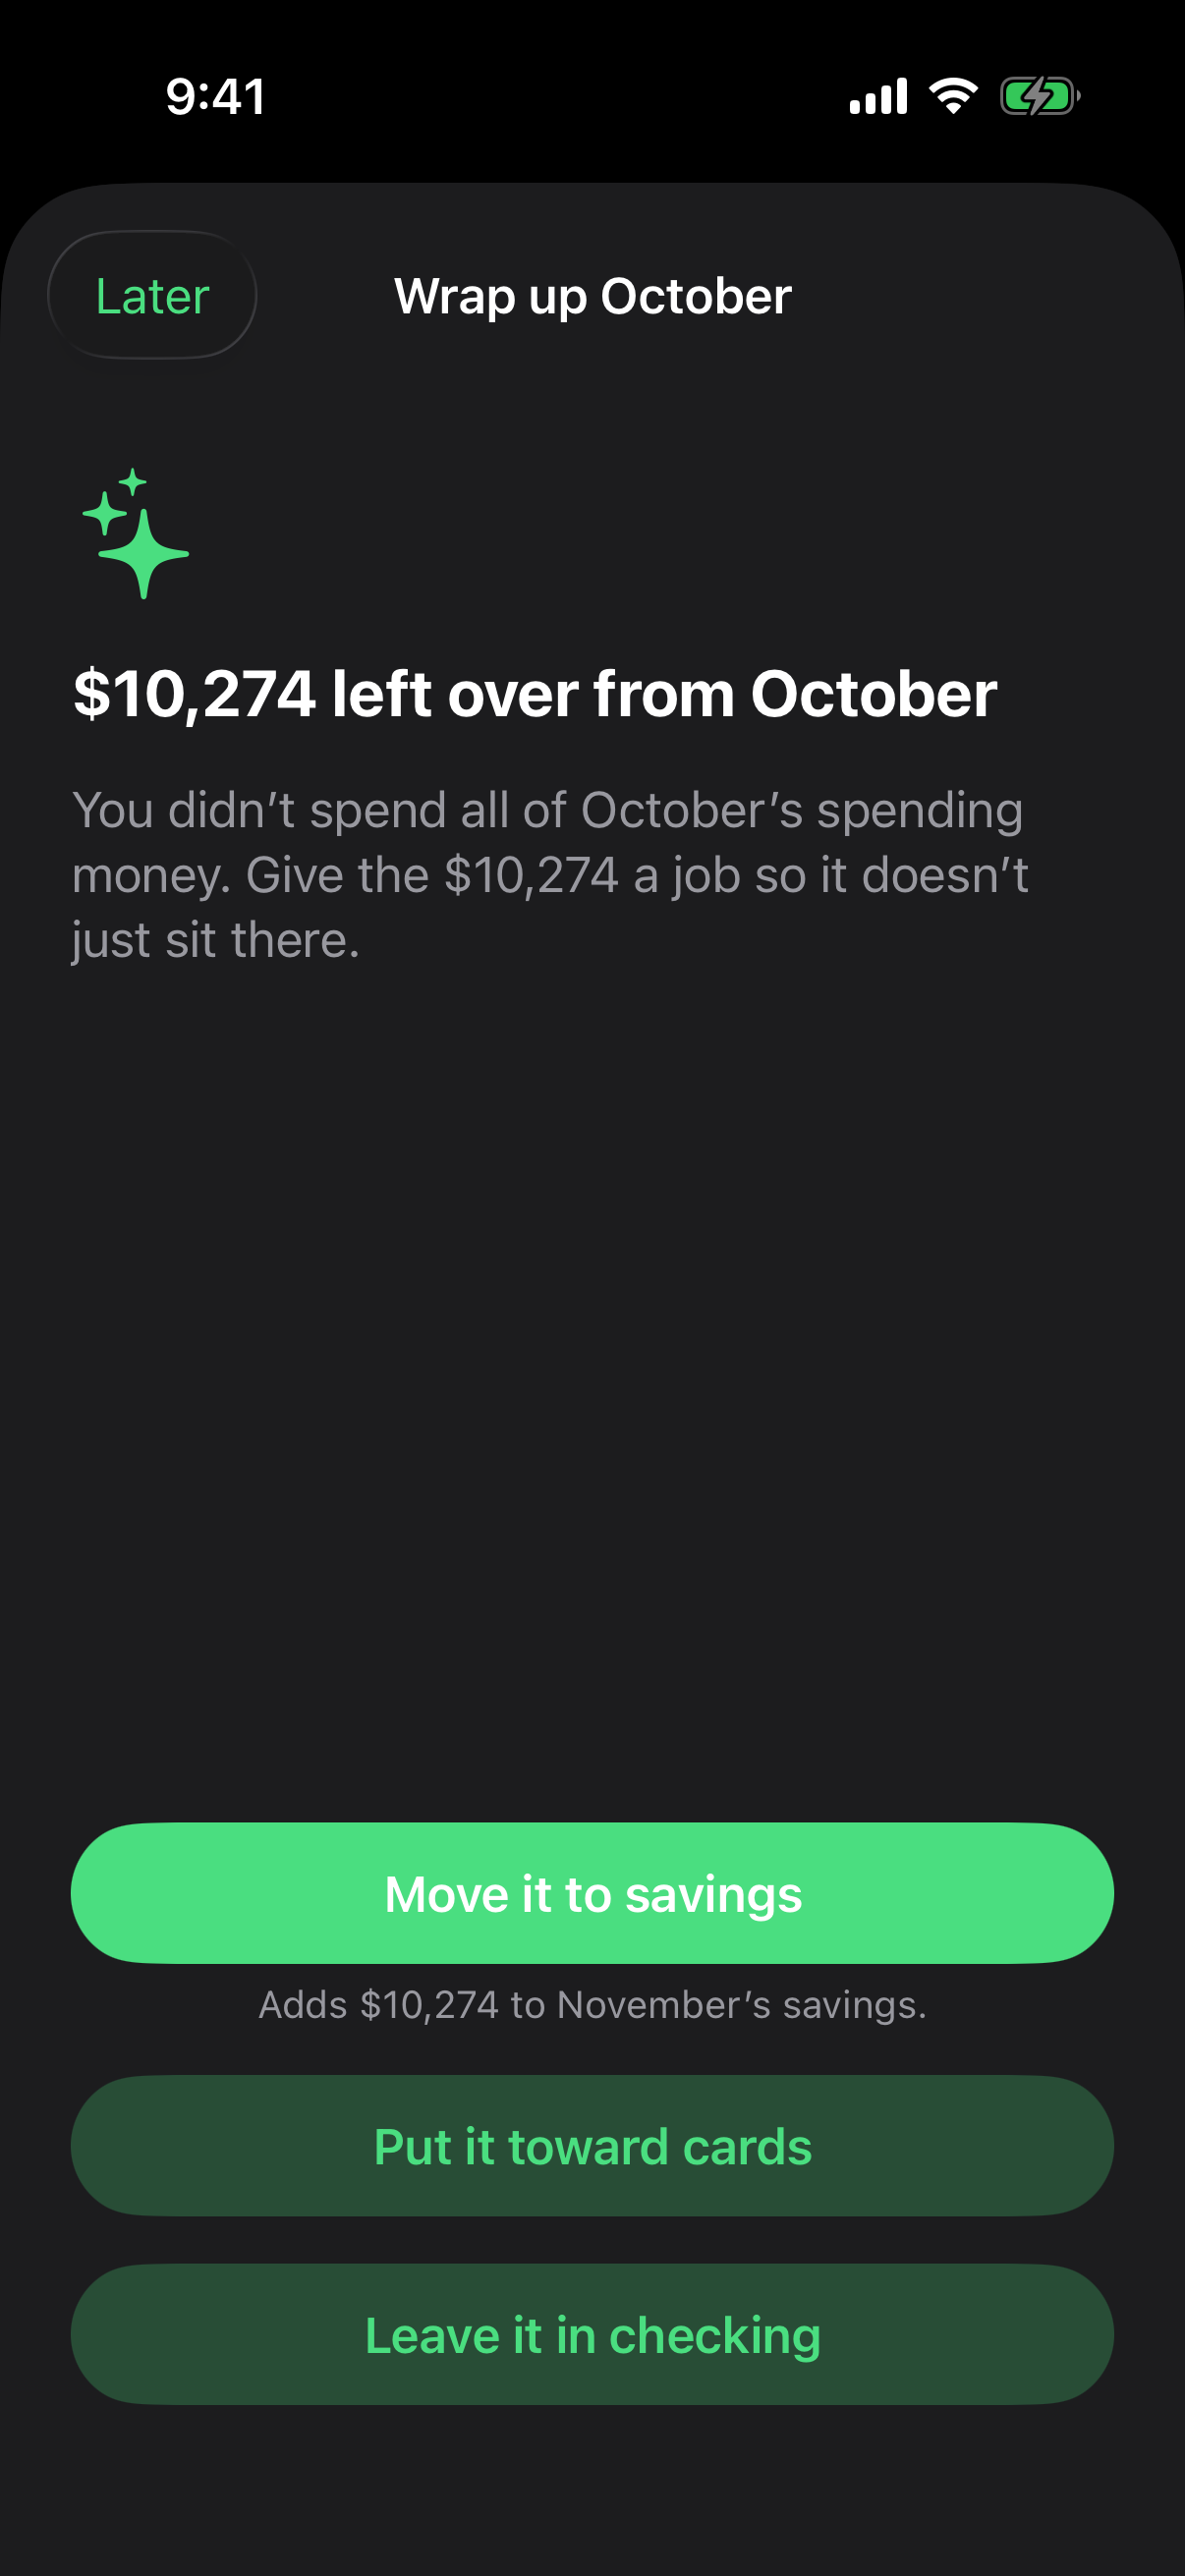 9:41
Later
Wrap up October
$10,274 left over from October
You didn’t spend all of October’s spending
money. Give the $10,274 a job so it doesn’t
just sit there.
Move it to savings
Adds $10,274 to November’s savings.
Put it toward cards
Leave it in checking